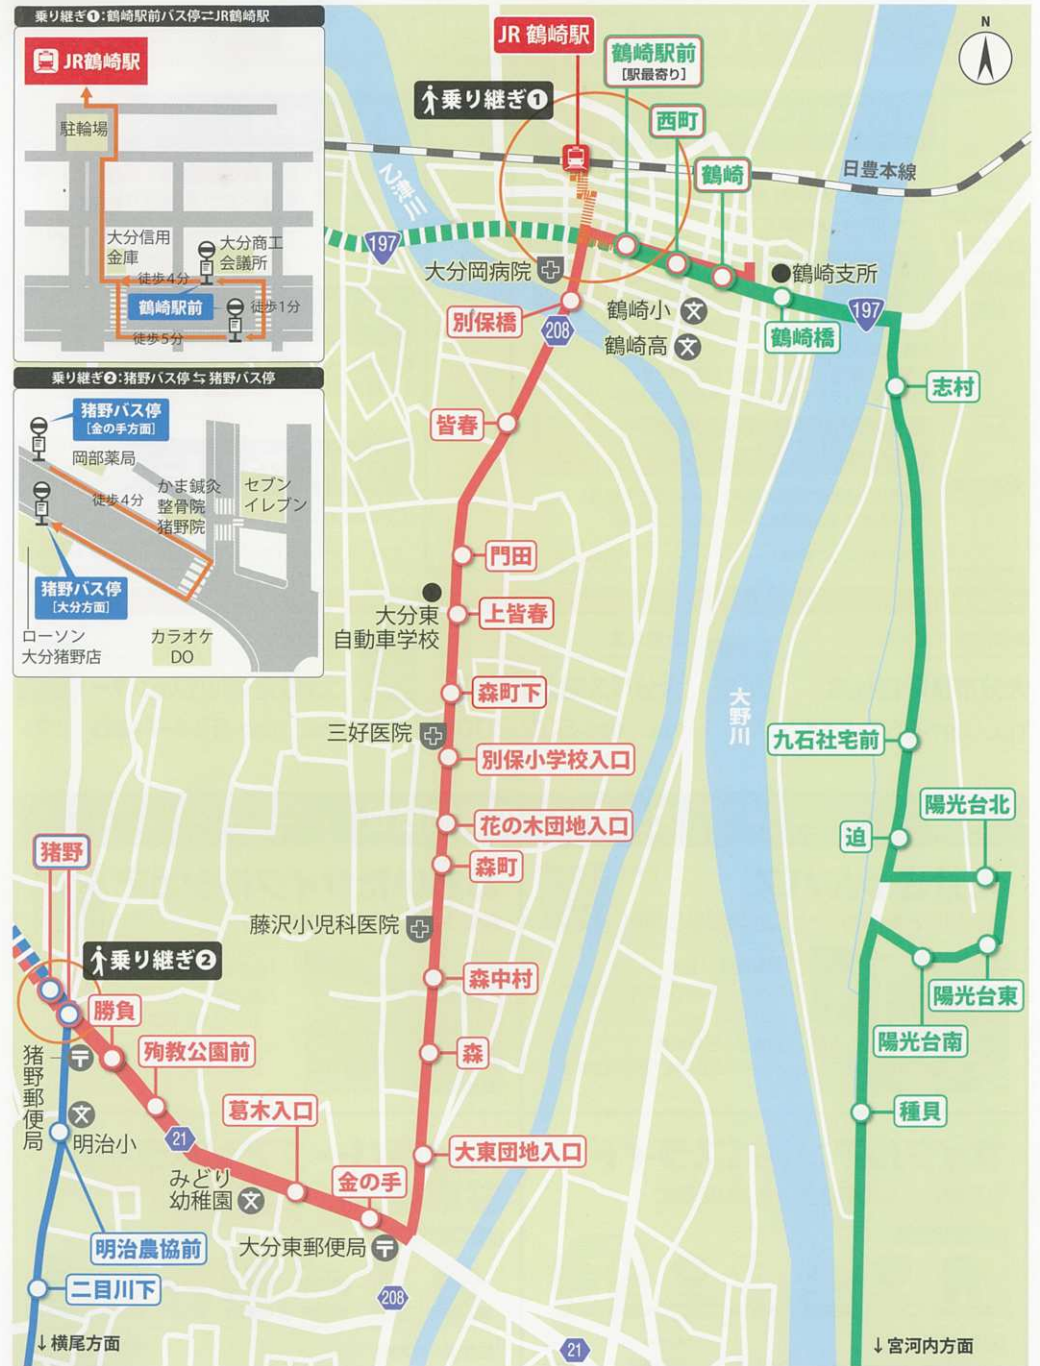 乗り継ぎ❶:鶴崎駅前バス停⇄JR鶴崎駅
JR鶴崎駅
駐輪場
大分信用
金庫
大分商工
会議所
徒歩4分
鶴崎駅前
徒歩1分
徒歩5分
乗り継ぎ❷:猪野バス停⇆猪野バス停
猪野バス停
[金の手方面]
岡部薬局
徒歩4分
かま鍼灸
整骨院
猪野院
セブン
イレブン
猪野バス停
[大分方面]
ローソン
大分猪野店
カラオケ
DO
JR 鶴崎駅
鶴崎駅前
[駅最寄り]
N
乗り継ぎ❶
西町
鶴崎
日豊本線
乙津川
197
大分岡病院
鶴崎支所
別保橋
208
鶴崎小
文
鶴崎高
文
197
鶴崎橋
志村
皆春
門田
大分東
自動車学校
上皆春
森町下
大野川
三好医院
九石社宅前
別保小学校入口
陽光台北
花の木団地入口
迫
猪野
森町
藤沢小児科医院
乗り継ぎ❷
森中村
陽光台東
勝負
陽光台南
殉教公園前
森
猪野郵便局
〒
種貝
葛木入口
文
明治小
21
大東団地入口
みどり
幼稚園
文
金の手
大分東郵便局
〒
明治農協前
二目川下
208
↓横尾方面
21
↓宮河内方面